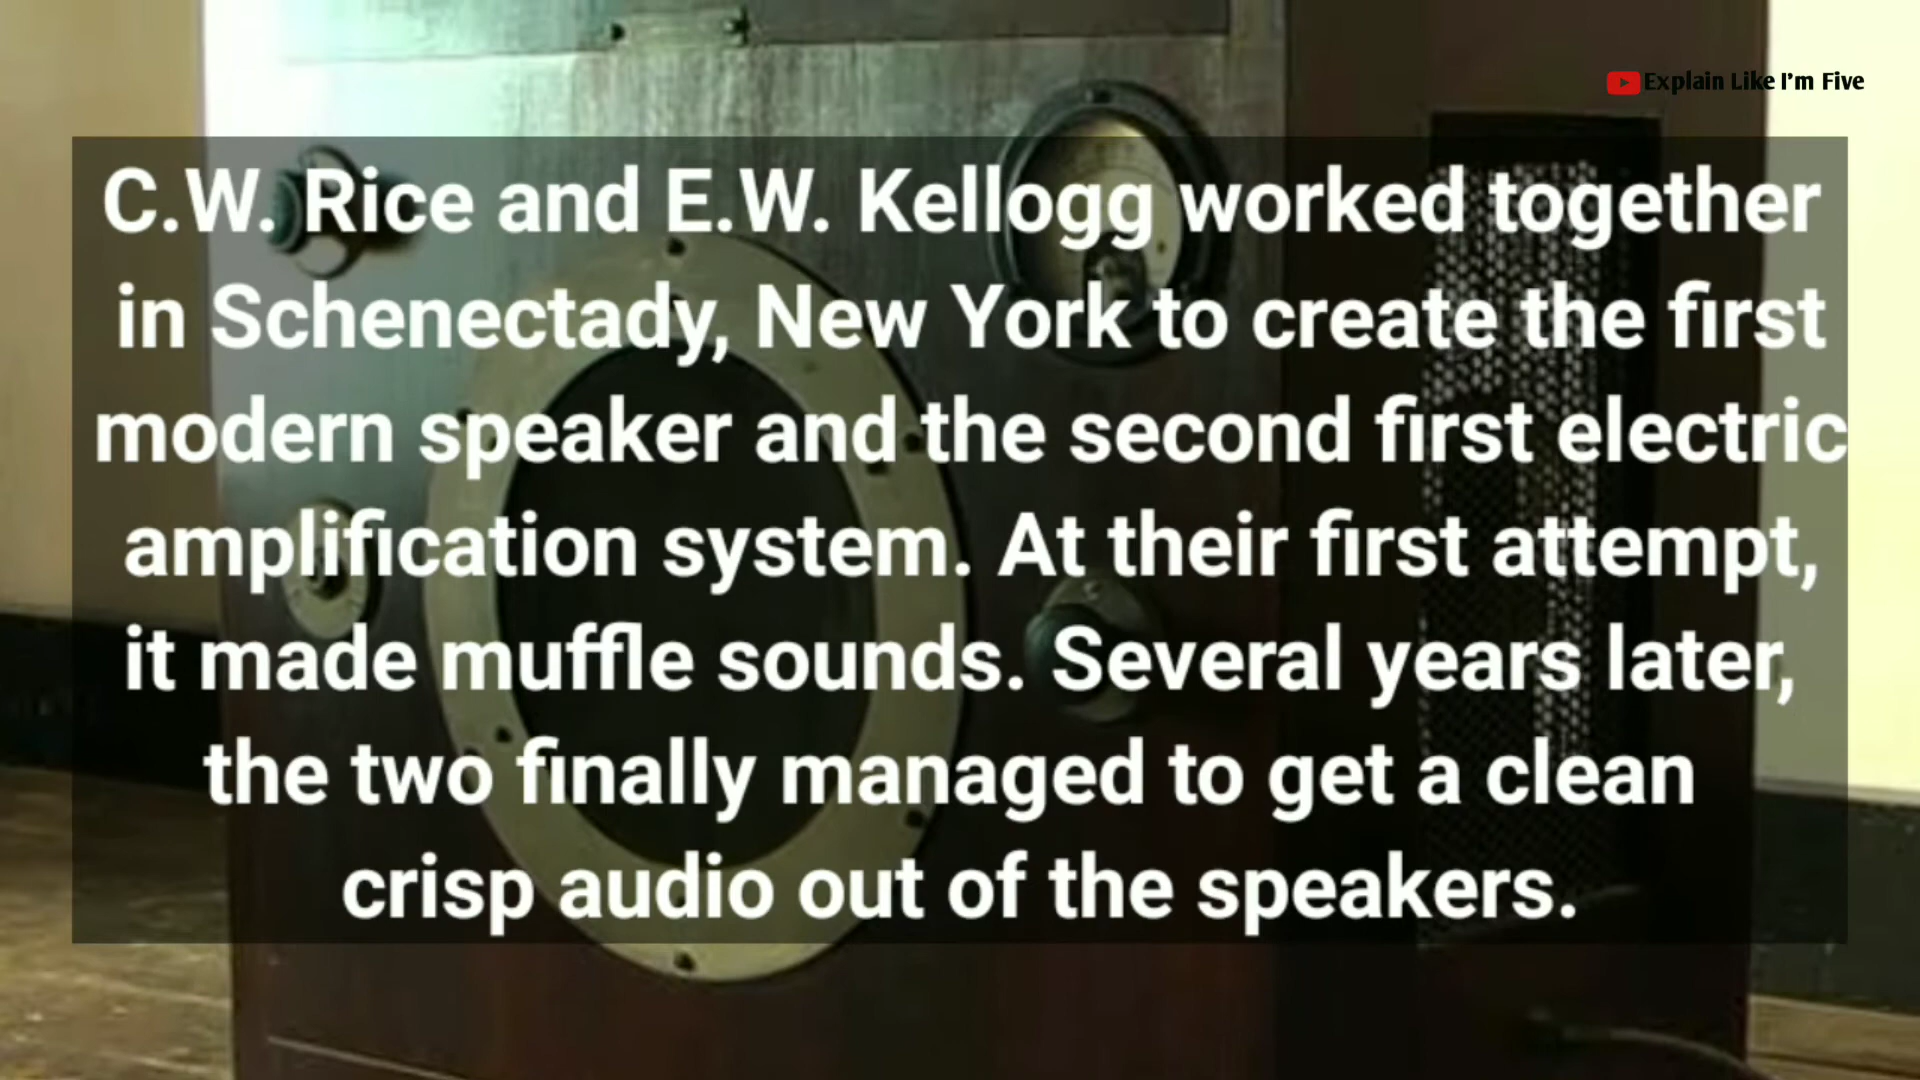 Explain Like I'm Five
C.W. Rice and E.W. Kellogg worked together
in Schenectady, New York to create the first
modern speaker and the second first electric
amplification system. At their first attempt,
it made muffle sounds. Several years later,
the two finally managed to get a clean
crisp audio out of the speakers.